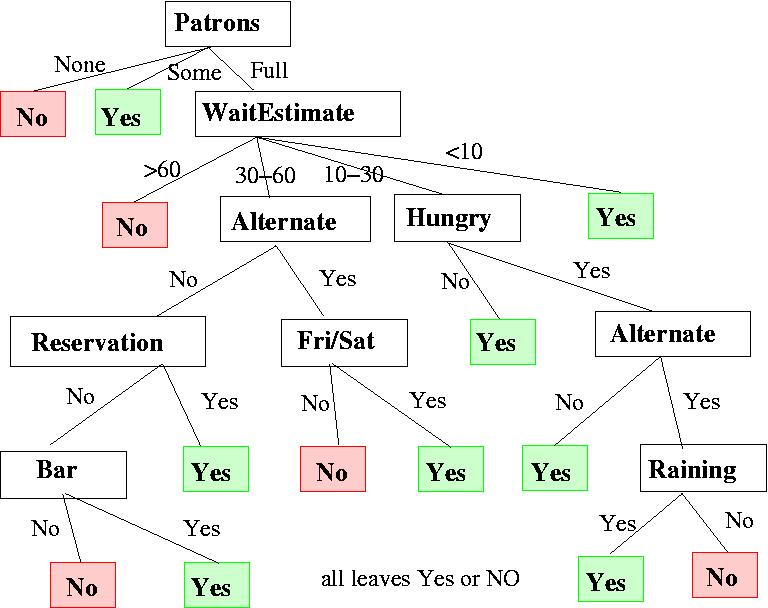 Patrons
None
Some
Full
No
Yes
WaitEstimate
>60
30–60
10–30
<10
No
Alternate
Hungry
Yes
No
Yes
No
Yes
Reservation
Fri/Sat
Yes
Alternate
No
Yes
No
Yes
No
Yes
Bar
Yes
No
Yes
Yes
Raining
No
Yes
Yes
No
No
Yes
all leaves Yes or NO
Yes
No